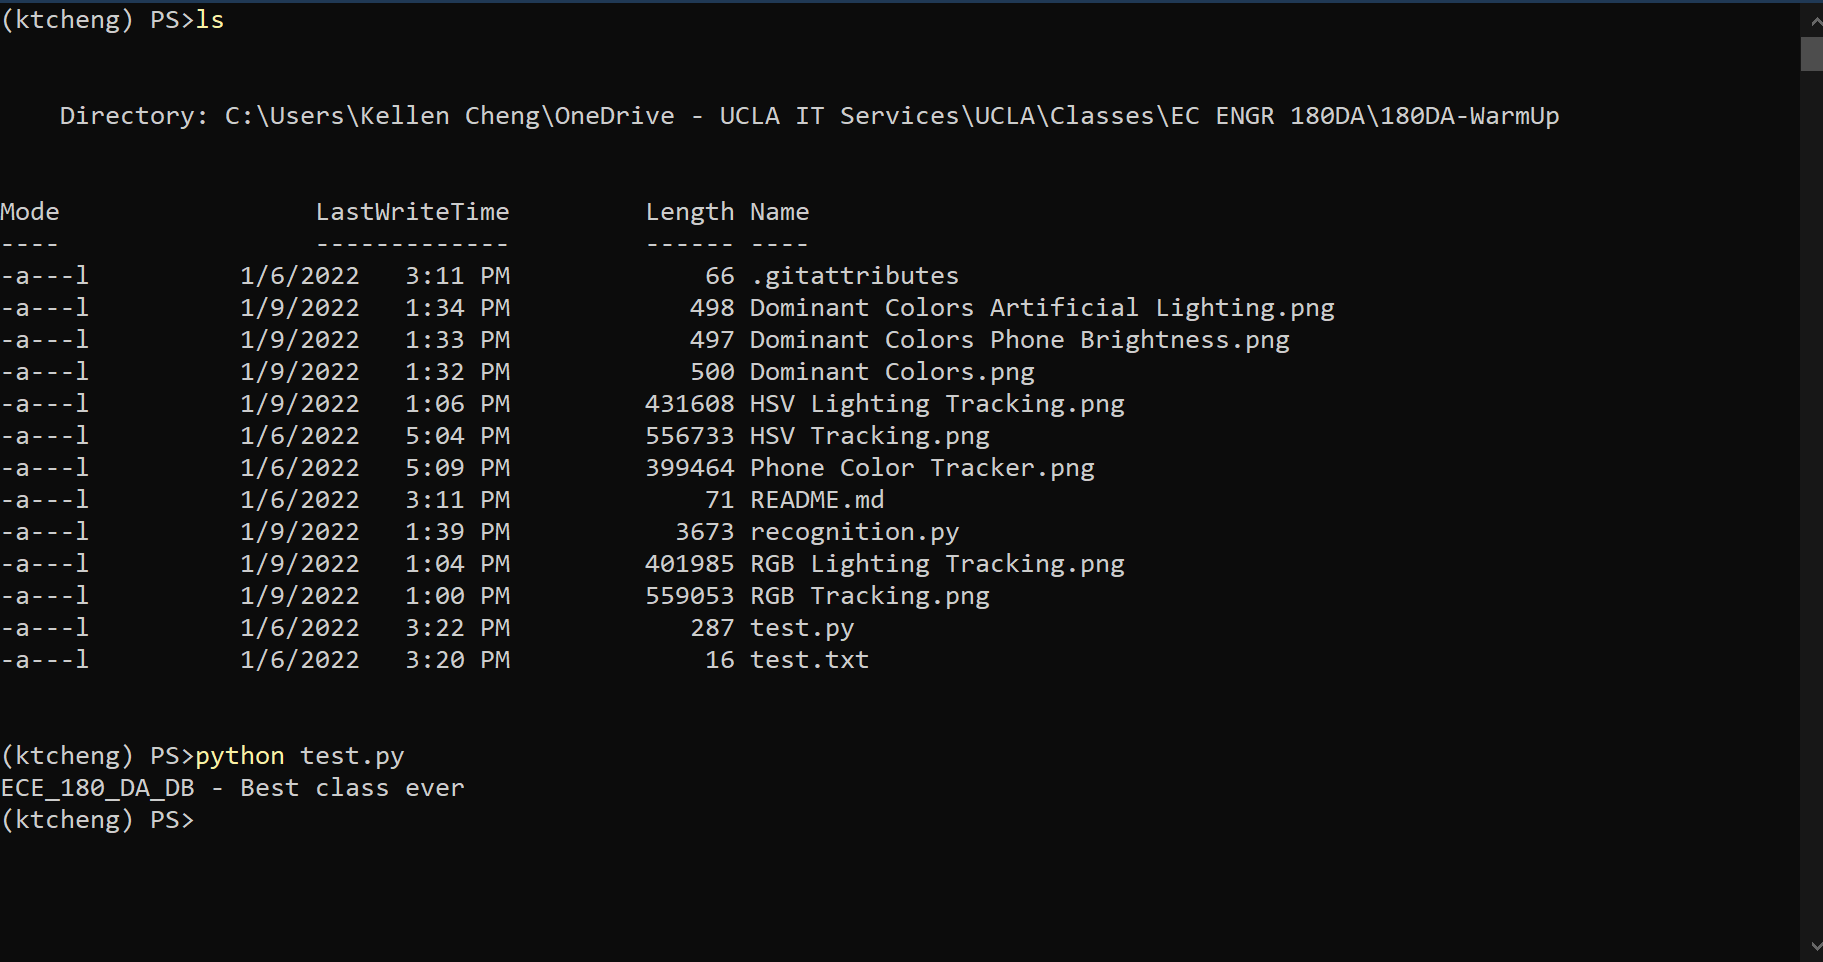 (ktcheng) PS>ls
Directory: C:\Users\Kellen Cheng\OneDrive - UCLA IT Services\UCLA\Classes\EC ENGR 180DA\180DA-WarmUp
Mode LastWriteTime Length Name
---- ------------- ------ ----
-a---l 1/6/2022 3:11 PM 66 .gitattributes
-a---l 1/9/2022 1:34 PM 498 Dominant Colors Artificial Lighting.png
-a---l 1/9/2022 1:33 PM 497 Dominant Colors Phone Brightness.png
-a---l 1/9/2022 1:32 PM 500 Dominant Colors.png
-a---l 1/9/2022 1:06 PM 431608 HSV Lighting Tracking.png
-a---l 1/6/2022 5:04 PM 556733 HSV Tracking.png
-a---l 1/6/2022 5:09 PM 399464 Phone Color Tracker.png
-a---l 1/6/2022 3:11 PM 71 README.md
-a---l 1/9/2022 1:39 PM 3673 recognition.py
-a---l 1/9/2022 1:04 PM 401985 RGB Lighting Tracking.png
-a---l 1/9/2022 1:00 PM 559053 RGB Tracking.png
-a---l 1/6/2022 3:22 PM 287 test.py
-a---l 1/6/2022 3:20 PM 16 test.txt
(ktcheng) PS>python test.py
ECE_180_DA_DB - Best class ever
(ktcheng) PS>